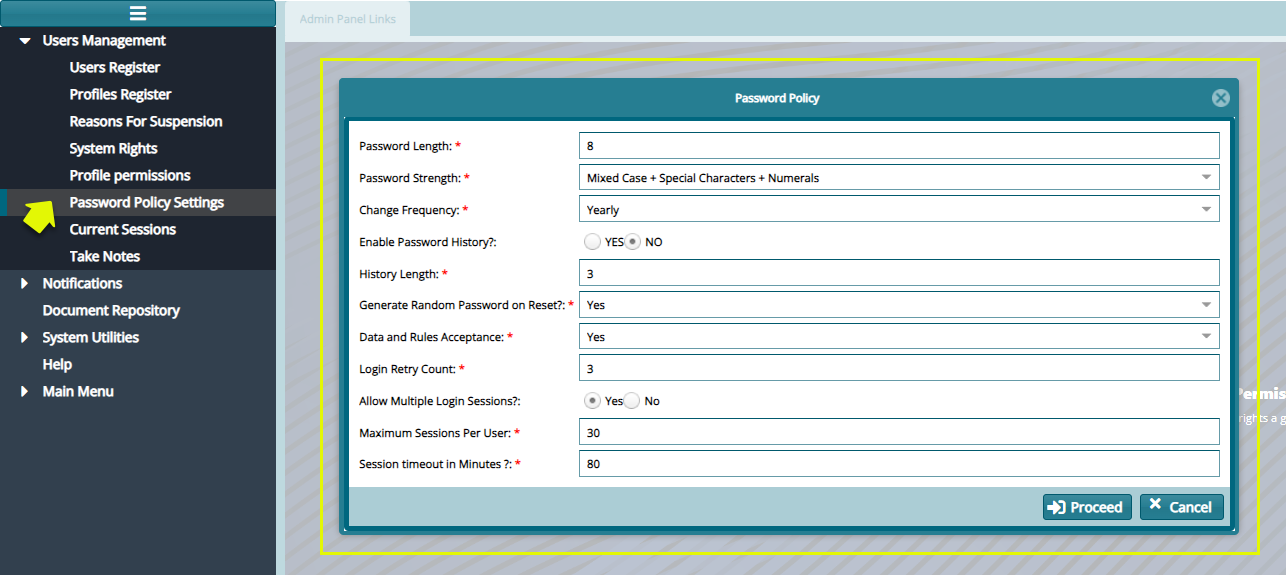 Users Management
Users Register
Profiles Register
Reasons For Suspension
System Rights
Profile permissions
Password Policy Settings
Current Sessions
Take Notes
Notifications
Document Repository
System Utilities
Help
Main Menu
Admin Panel Links
Password Policy
Password Length: * 8
Password Strength: * Mixed Case + Special Characters + Numerals
Change Frequency: * Yearly
Enable Password History?: YES NO
History Length: * 3
Generate Random Password on Reset?: * Yes
Data and Rules Acceptance: * Yes
Login Retry Count: * 3
Allow Multiple Login Sessions?: Yes No
Maximum Sessions Per User: * 30
Session timeout in Minutes ?: * 80
Proceed Cancel
rights a